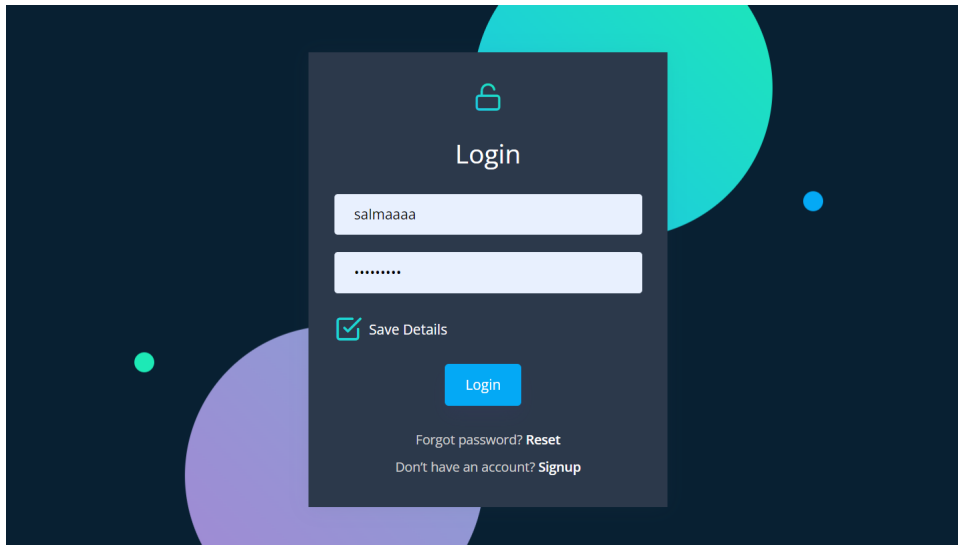 Login
salmaaaa
•••••••••
Save Details
Login
Forgot password? Reset
Don't have an account? Signup